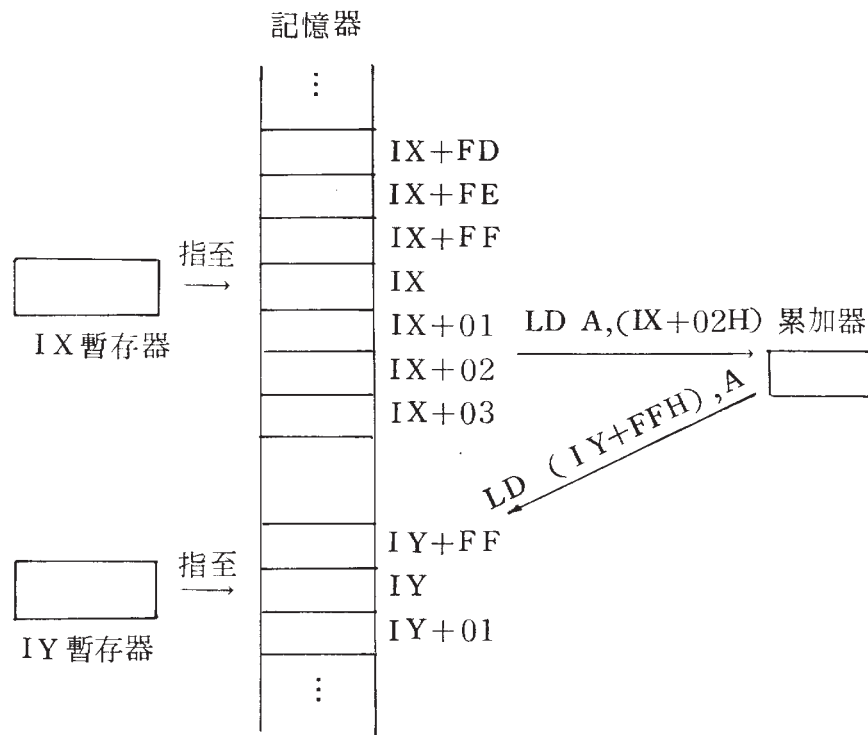 記憶器
⋮
IX+FD
IX+FE
IX+FF
指至
IX
IX暫存器
IX+01
LD A,(IX+02H) 累加器
IX+02
IX+03
LD (IY+FFH),A
IY+FF
指至
IY
IY暫存器
IY+01
⋮